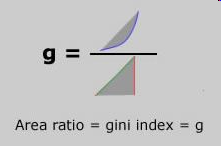 g =
Area ratio = gini index = g